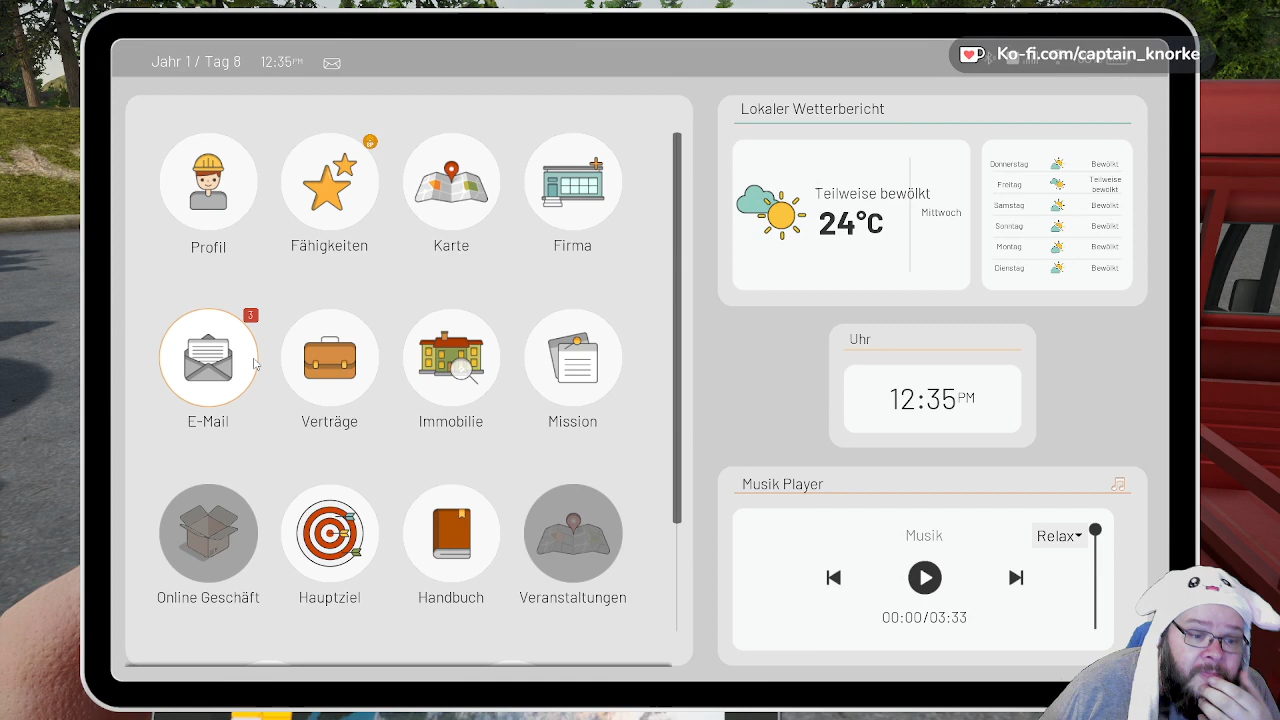 Jahr 1 / Tag 8 12:35PM
Ko-fi.com/captain_knorke
BP
Profil
Fähigkeiten
Karte
Firma
3
E-Mail
Verträge
Immobilie
Mission
Online Geschäft
Hauptziel
Handbuch
Veranstaltungen
Lokaler Wetterbericht
Teilweise bewölkt
24°C
Mittwoch
Donnerstag Bewölkt
Freitag Teilweise bewölkt
Samstag Bewölkt
Sonntag Bewölkt
Montag Bewölkt
Dienstag Bewölkt
Uhr
12:35PM
Musik Player
Musik
Relax
00:00/03:33